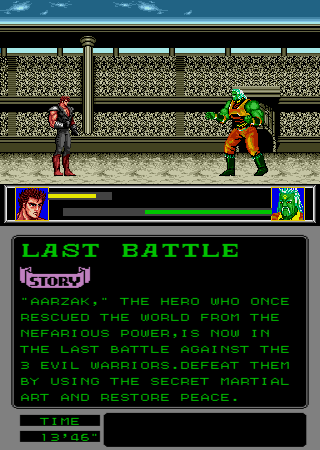 LAST BATTLE
STORY
"AARZAK," THE HERO WHO ONCE
RESCUED THE WORLD FROM THE
NEFARIOUS POWER,IS NOW IN
THE LAST BATTLE AGAINST THE
3 EVIL WARRIORS.DEFEAT THEM
BY USING THE SECRET MARTIAL
ART AND RESTORE PEACE.
TIME
13'46"